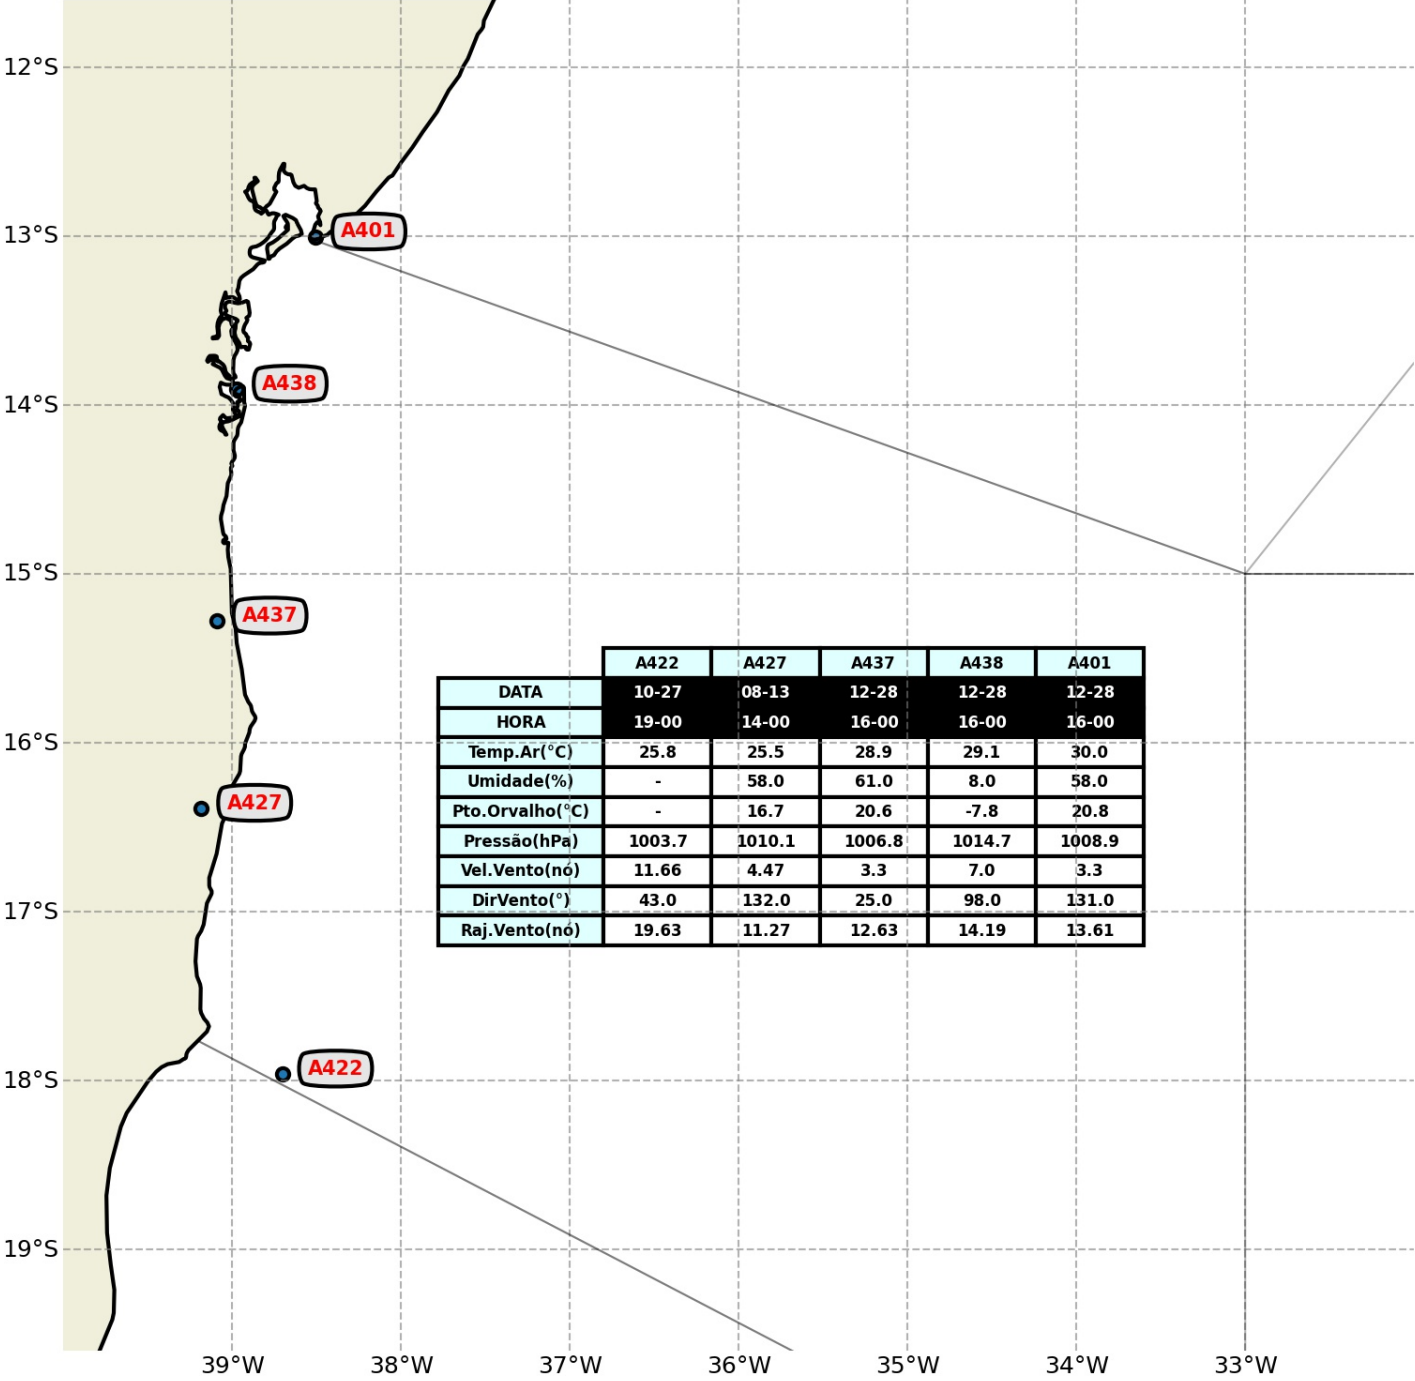 12°S
13°S
A401
A438
14°S
15°S
A437
A422 A427 A437 A438 A401
DATA 10-27 08-13 12-28 12-28 12-28
HORA 19-00 14-00 16-00 16-00 16-00
16°S
Temp.Ar(°C) 25.8 25.5 28.9 29.1 30.0
Umidade(%) - 58.0 61.0 8.0 58.0
A427
Pto.Orvalho(°C) - 16.7 20.6 -7.8 20.8
Pressão(hPa) 1003.7 1010.1 1006.8 1014.7 1008.9
Vel.Vento(nó) 11.66 4.47 3.3 7.0 3.3
DirVento(°) 43.0 132.0 25.0 98.0 131.0
17°S
Raj.Vento(nó) 19.63 11.27 12.63 14.19 13.61
A422
18°S
19°S
39°W 38°W 37°W 36°W 35°W 34°W 33°W